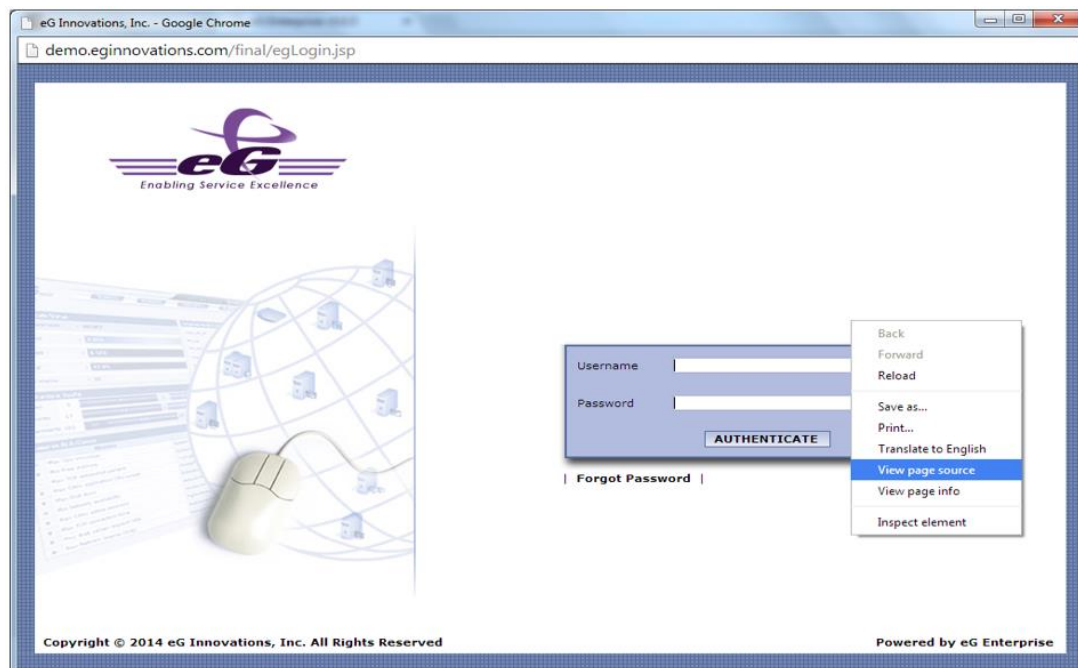 eG Innovations, Inc. - Google Chrome
demo.eginnovations.com/final/egLogin.jsp
eG
Enabling Service Excellence
Back
Forward
Reload
Save as...
Print...
Translate to English
View page source
View page info
Inspect element
Username
Password
AUTHENTICATE
| Forgot Password |
Copyright © 2014 eG Innovations, Inc. All Rights Reserved
Powered by eG Enterprise